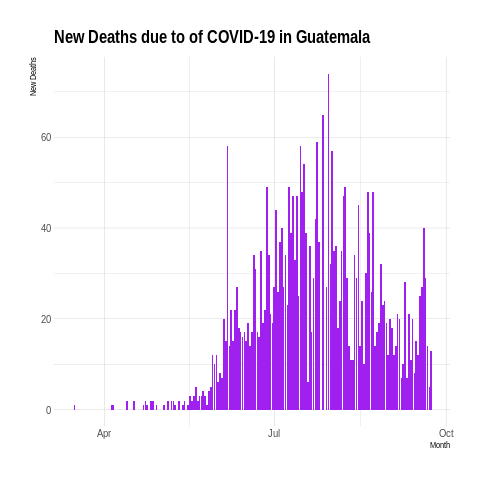 New Deaths due to of COVID-19 in Guatemala
New Deaths
60
40
20
0
Apr
Jul
Oct
Month